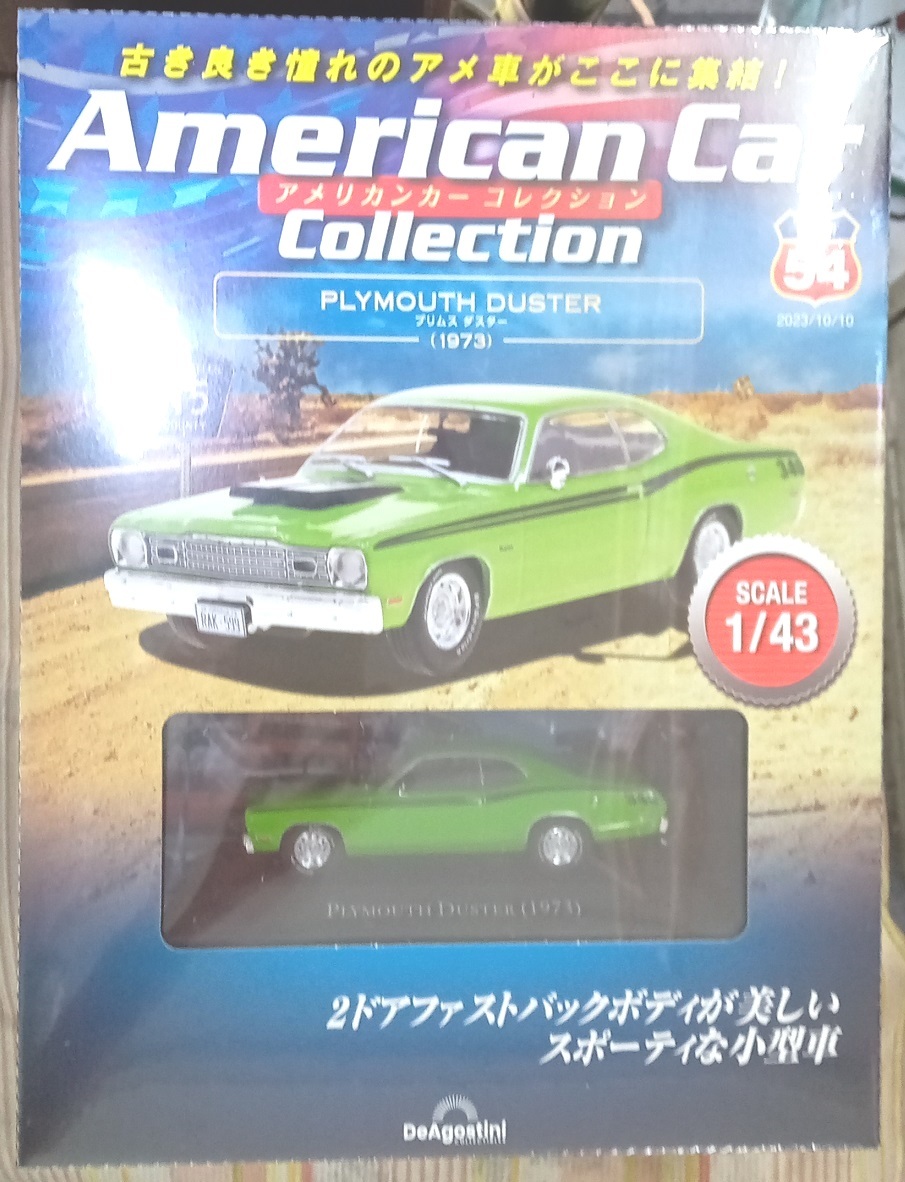 古き良き憧れのアメ車がここに集結!
American Car
アメリカンカー コレクション
Collection
54
2023/10/10
PLYMOUTH DUSTER
プリムス ダスター
(1973)
340
RAK-599
SCALE
1/43
PLYMOUTH DUSTER (1973)
2ドアファストバックボディが美しい
スポーティな小型車
DeAgostini